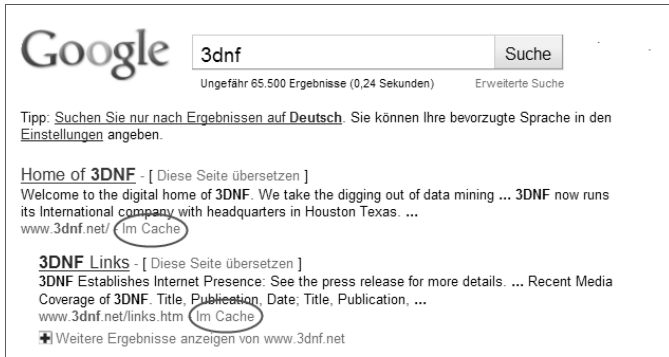 Google
3dnf
Suche
Ungefähr 65.500 Ergebnisse (0,24 Sekunden)
Erweiterte Suche
Tipp: Suchen Sie nur nach Ergebnissen auf Deutsch. Sie können Ihre bevorzugte Sprache in den
Einstellungen angeben.
Home of 3DNF - [ Diese Seite übersetzen ]
Welcome to the digital home of 3DNF. We take the digging out of data mining ... 3DNF now runs
its International company with headquarters in Houston Texas. ...
www.3dnf.net/ - Im Cache
3DNF Links - [ Diese Seite übersetzen ]
3DNF Establishes Internet Presence: See the press release for more details. ... Recent Media
Coverage of 3DNF. Title, Publication, Date; Title, Publication, ...
www.3dnf.net/links.htm - Im Cache
Weitere Ergebnisse anzeigen von www.3dnf.net